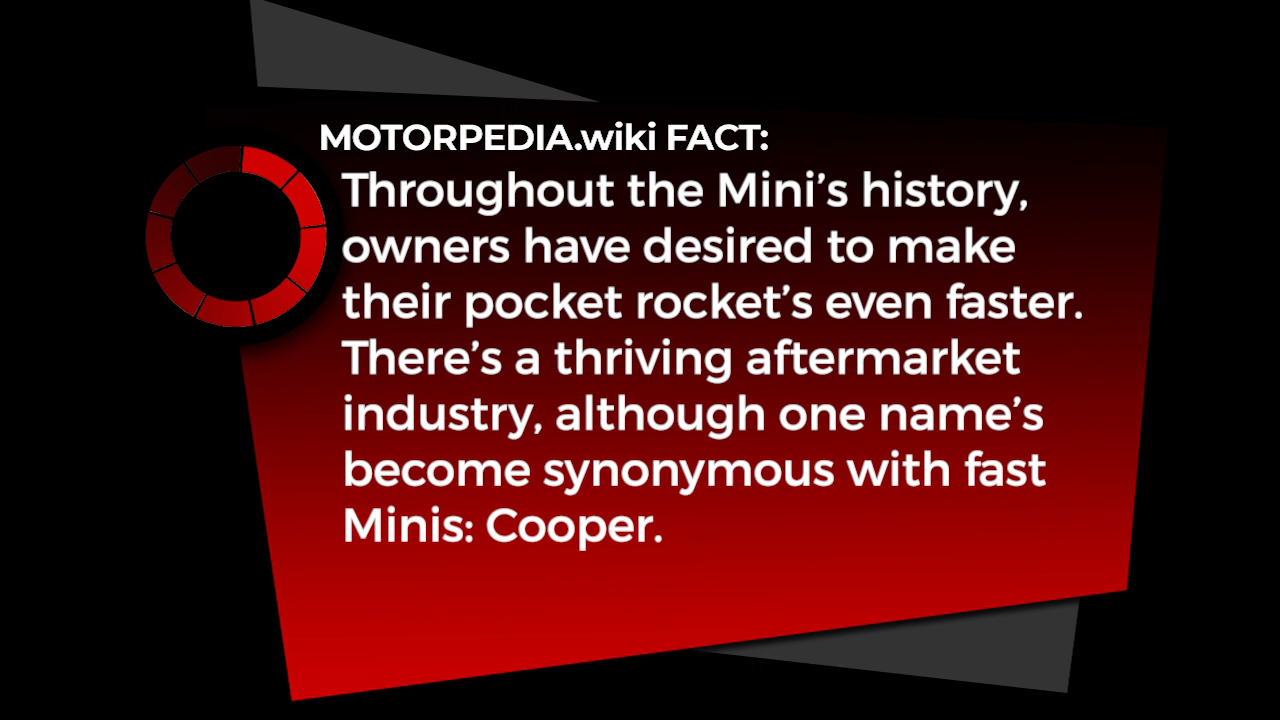 MOTORPEDIA.wiki FACT:
Throughout the Mini’s history,
owners have desired to make
their pocket rocket’s even faster.
There’s a thriving aftermarket
industry, although one name’s
become synonymous with fast
Minis: Cooper.